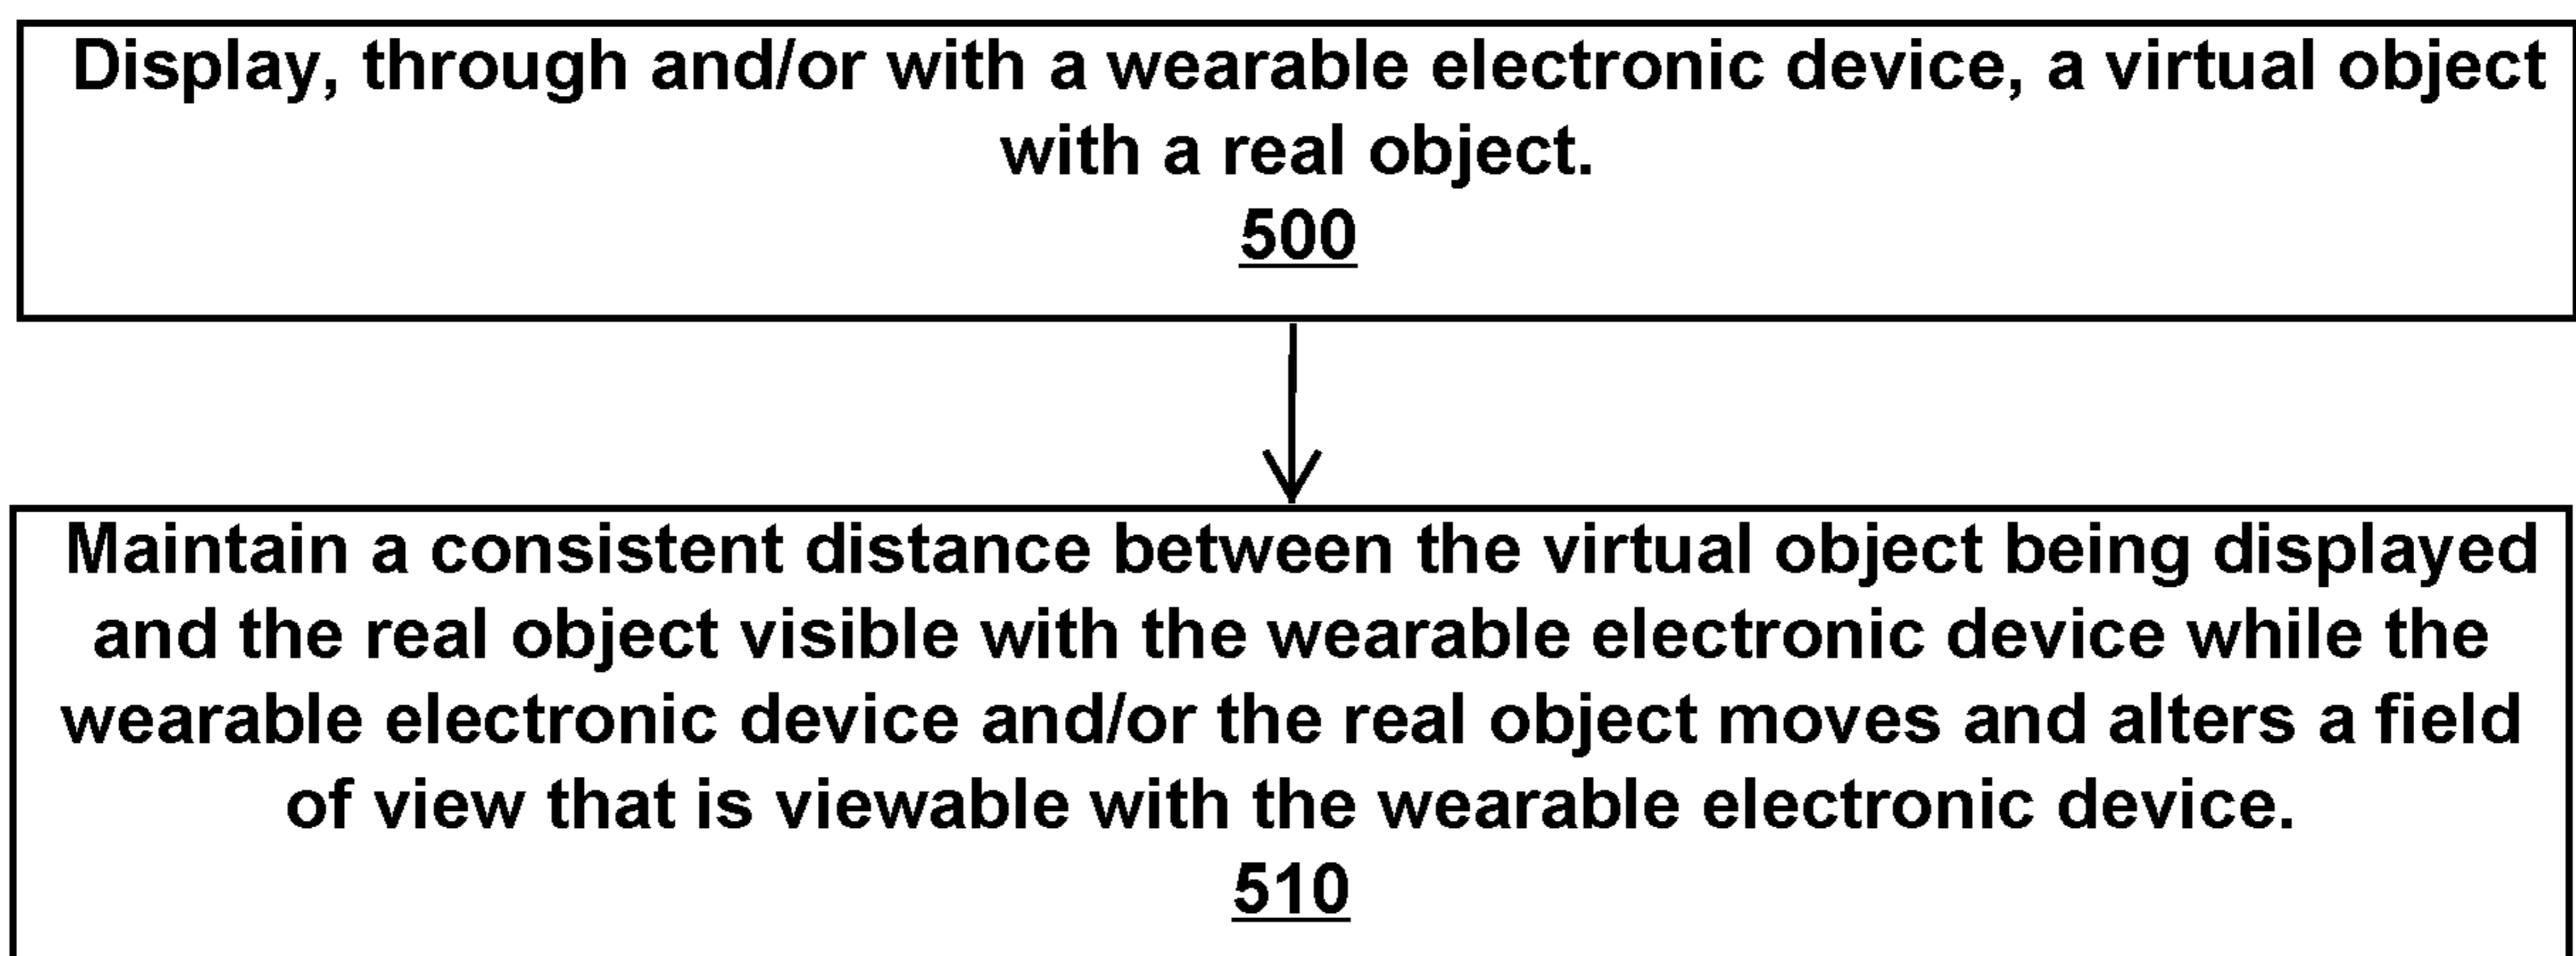 Display, through and/or with a wearable electronic device, a virtual object
with a real object.
500
Maintain a consistent distance between the virtual object being displayed
and the real object visible with the wearable electronic device while the
wearable electronic device and/or the real object moves and alters a field
of view that is viewable with the wearable electronic device.
510